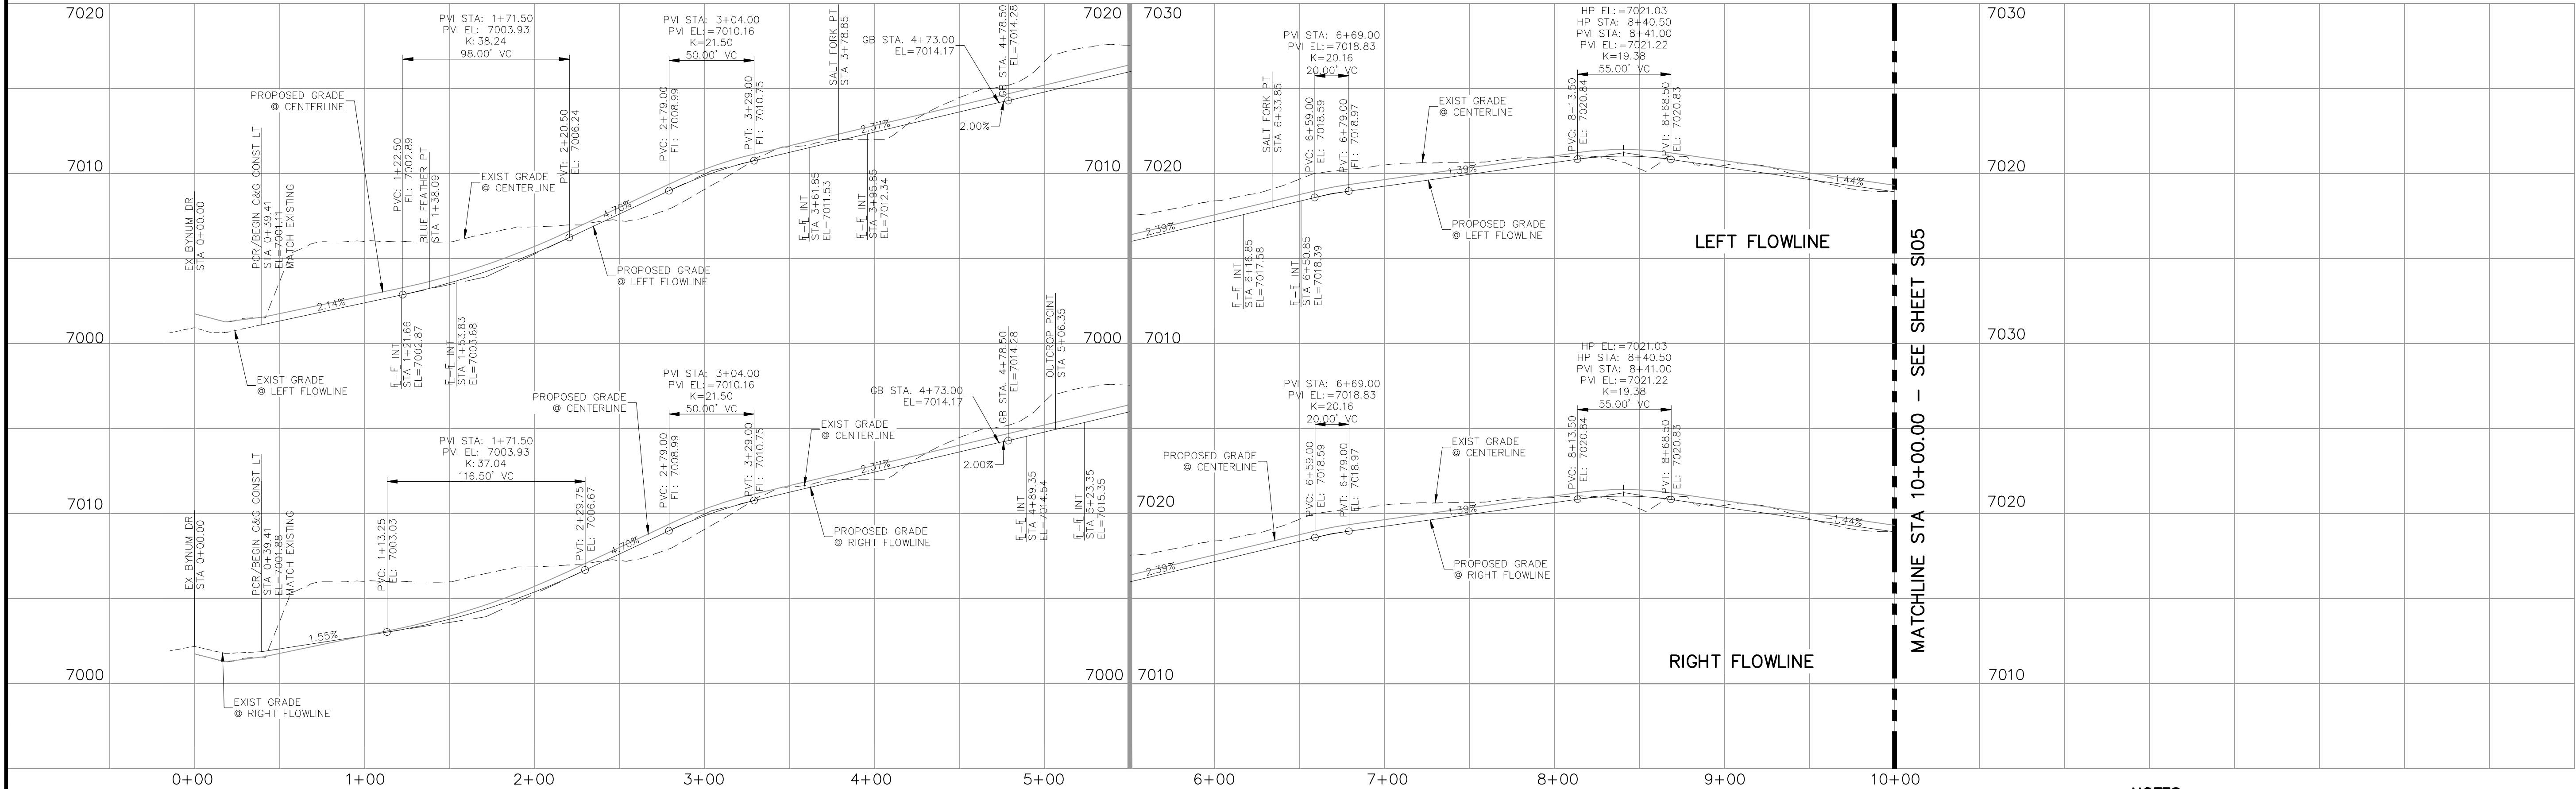 7020
PVI STA: 1+71.50
PVI EL: 7003.93
K: 38.24
98.00' VC
PVI STA: 3+04.00
PVI EL:=7010.16
K=21.50
50.00' VC
SALT FORK PT
STA 3+78.85
GB STA. 4+73.00
EL=7014.17
GB STA. 4+78.50
EL=7014.28
7020
PROPOSED GRADE
@ CENTERLINE
EX BYNUM DR
STA 0+00.00
PCR/BEGIN C&G CONST LT
STA 0+39.41
EL=7001.11
MATCH EXISTING
PVC: 1+22.50
EL: 7002.89
BLUE FEATHER PT
STA 1+38.09
EXIST GRADE
@ CENTERLINE
PVT: 2+20.50
EL: 7006.24
PVC: 2+79.00
EL: 7008.99
PVT: 3+29.00
EL: 7010.75
2.37%
2.00%
7010
7010
4.70%
PROPOSED GRADE
@ LEFT FLOWLINE
STA 3+61.85
EL=7011.53
STA 3+95.85
EL=7012.34
2.14%
7000
7000
STA 1+21.66
EL=7002.87
STA 1+53.83
EL=7003.68
EXIST GRADE
@ LEFT FLOWLINE
7030
PVI STA: 6+69.00
PVI EL:=7018.83
K=20.16
20.00' VC
HP EL:=7021.03
HP STA: 8+40.50
PVI STA: 8+41.00
PVI EL:=7021.22
K=19.38
55.00' VC
7030
SALT FORK PT
STA 6+33.85
PVC: 6+59.00
EL: 7018.59
PVT: 6+79.00
EL: 7018.97
EXIST GRADE
@ CENTERLINE
PVC: 8+13.50
EL: 7020.84
PVT: 8+68.50
EL: 7020.83
7020
1.39%
-1.44%
7020
2.39%
PROPOSED GRADE
@ LEFT FLOWLINE
STA 6+16.85
EL=7017.58
STA 6+50.85
EL=7018.39
LEFT FLOWLINE
7010
7030
MATCHLINE STA 10+00.00 - SEE SHEET SI05
PVI STA: 1+71.50
PVI EL: 7003.93
K: 37.04
116.50' VC
PROPOSED GRADE
@ CENTERLINE
PVI STA: 3+04.00
PVI EL:=7010.16
K=21.50
50.00' VC
GB STA. 4+73.00
EL=7014.17
GB STA. 4+78.50
EL=7014.28
OUTCROP POINT
STA 5+06.35
EXIST GRADE
@ CENTERLINE
EX BYNUM DR
STA 0+00.00
PCR/BEGIN C&G CONST LT
STA 0+39.41
EL=7001.88
MATCH EXISTING
PVC: 1+13.25
EL: 7003.03
PVT: 2+29.75
EL: 7006.67
PVC: 2+79.00
EL: 7008.99
PVT: 3+29.00
EL: 7010.75
2.37%
2.00%
7010
4.70%
PROPOSED GRADE
@ RIGHT FLOWLINE
STA 4+89.35
EL=7014.54
STA 5+23.35
EL=7015.35
1.55%
7000
7000
EXIST GRADE
@ RIGHT FLOWLINE
PROPOSED GRADE
@ CENTERLINE
PVI STA: 6+69.00
PVI EL:=7018.83
K=20.16
20.00' VC
PVC: 6+59.00
EL: 7018.59
PVT: 6+79.00
EL: 7018.97
EXIST GRADE
@ CENTERLINE
HP EL:=7021.03
HP STA: 8+40.50
PVI STA: 8+41.00
PVI EL:=7021.22
K=19.38
55.00' VC
PVC: 8+13.50
EL: 7020.84
PVT: 8+68.50
EL: 7020.83
7020
1.39%
-1.44%
7020
2.39%
PROPOSED GRADE
@ RIGHT FLOWLINE
RIGHT FLOWLINE
7010
7010
0+00
1+00
2+00
3+00
4+00
5+00
6+00
7+00
8+00
9+00
10+00